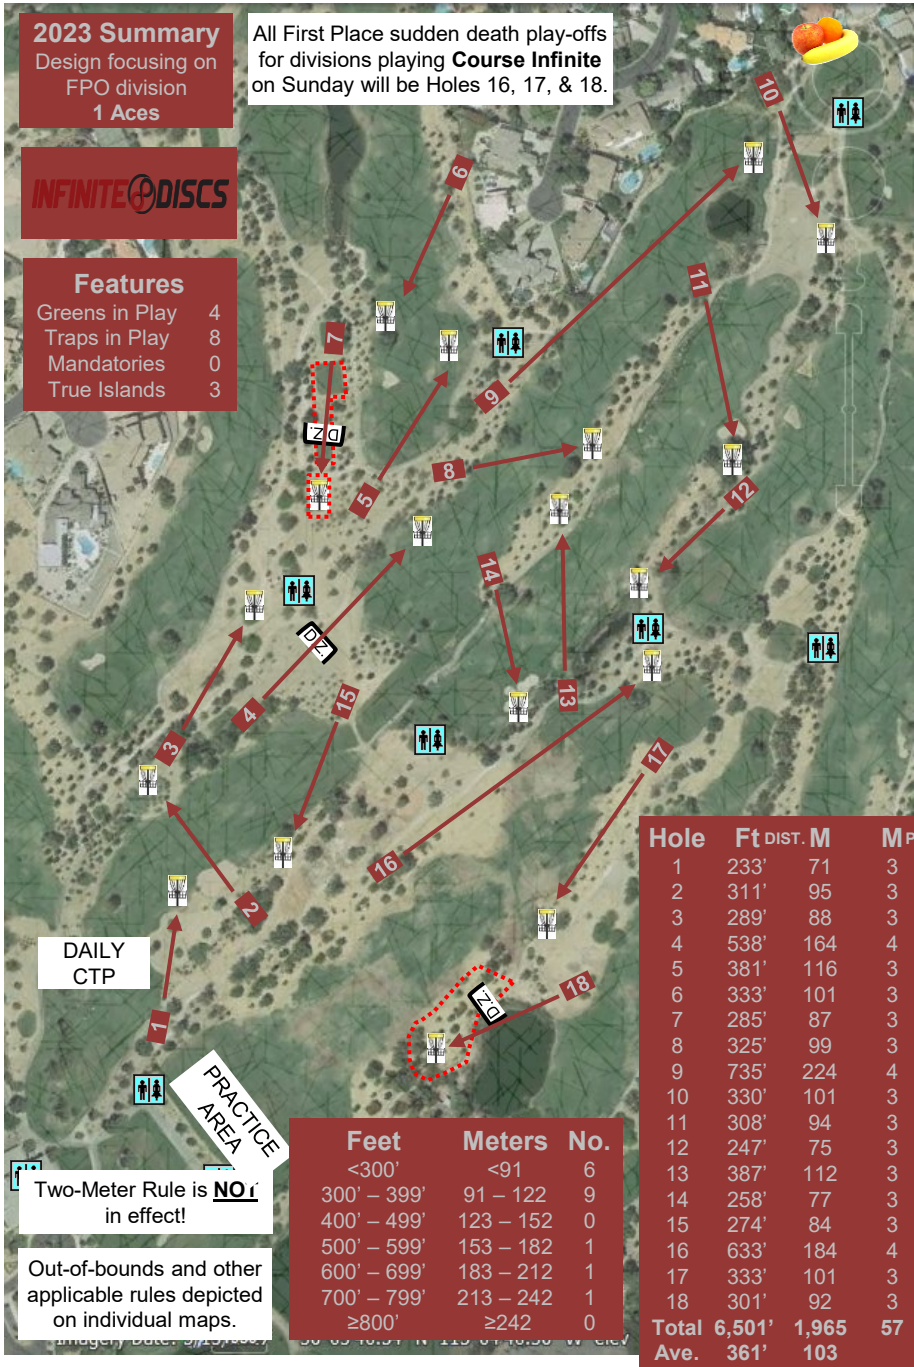 2023 Summary
Design focusing on
FPO division
1 Aces
All First Place sudden death play-offs
for divisions playing Course Infinite
on Sunday will be Holes 16, 17, & 18.
INFINITE DISCS
Features
Greens in Play 4
Traps in Play 8
Mandatories 0
True Islands 3
10
6
11
7
9
D.Z.
8
5
12
14
D.Z.
13
4
15
3
17
16
2
DAILY
CTP
18
D.Z.
1
PRACTICE
AREA
Two-Meter Rule is NOT
in effect!
Out-of-bounds and other
applicable rules depicted
on individual maps.
Feet Meters No.
<300’ <91 6
300’ – 399’ 91 – 122 9
400’ – 499’ 123 – 152 0
500’ – 599’ 153 – 182 1
600’ – 699’ 183 – 212 1
700’ – 799’ 213 – 242 1
≥800’ ≥242 0
Hole Ft DIST. M M P
1 233’ 71 3
2 311’ 95 3
3 289’ 88 3
4 538’ 164 4
5 381’ 116 3
6 333’ 101 3
7 285’ 87 3
8 325’ 99 3
9 735’ 224 4
10 330’ 101 3
11 308’ 94 3
12 247’ 75 3
13 387’ 112 3
14 258’ 77 3
15 274’ 84 3
16 633’ 184 4
17 333’ 101 3
18 301’ 92 3
Total 6,501’ 1,965 57
Ave. 361’ 103
Imagery Date:
elev